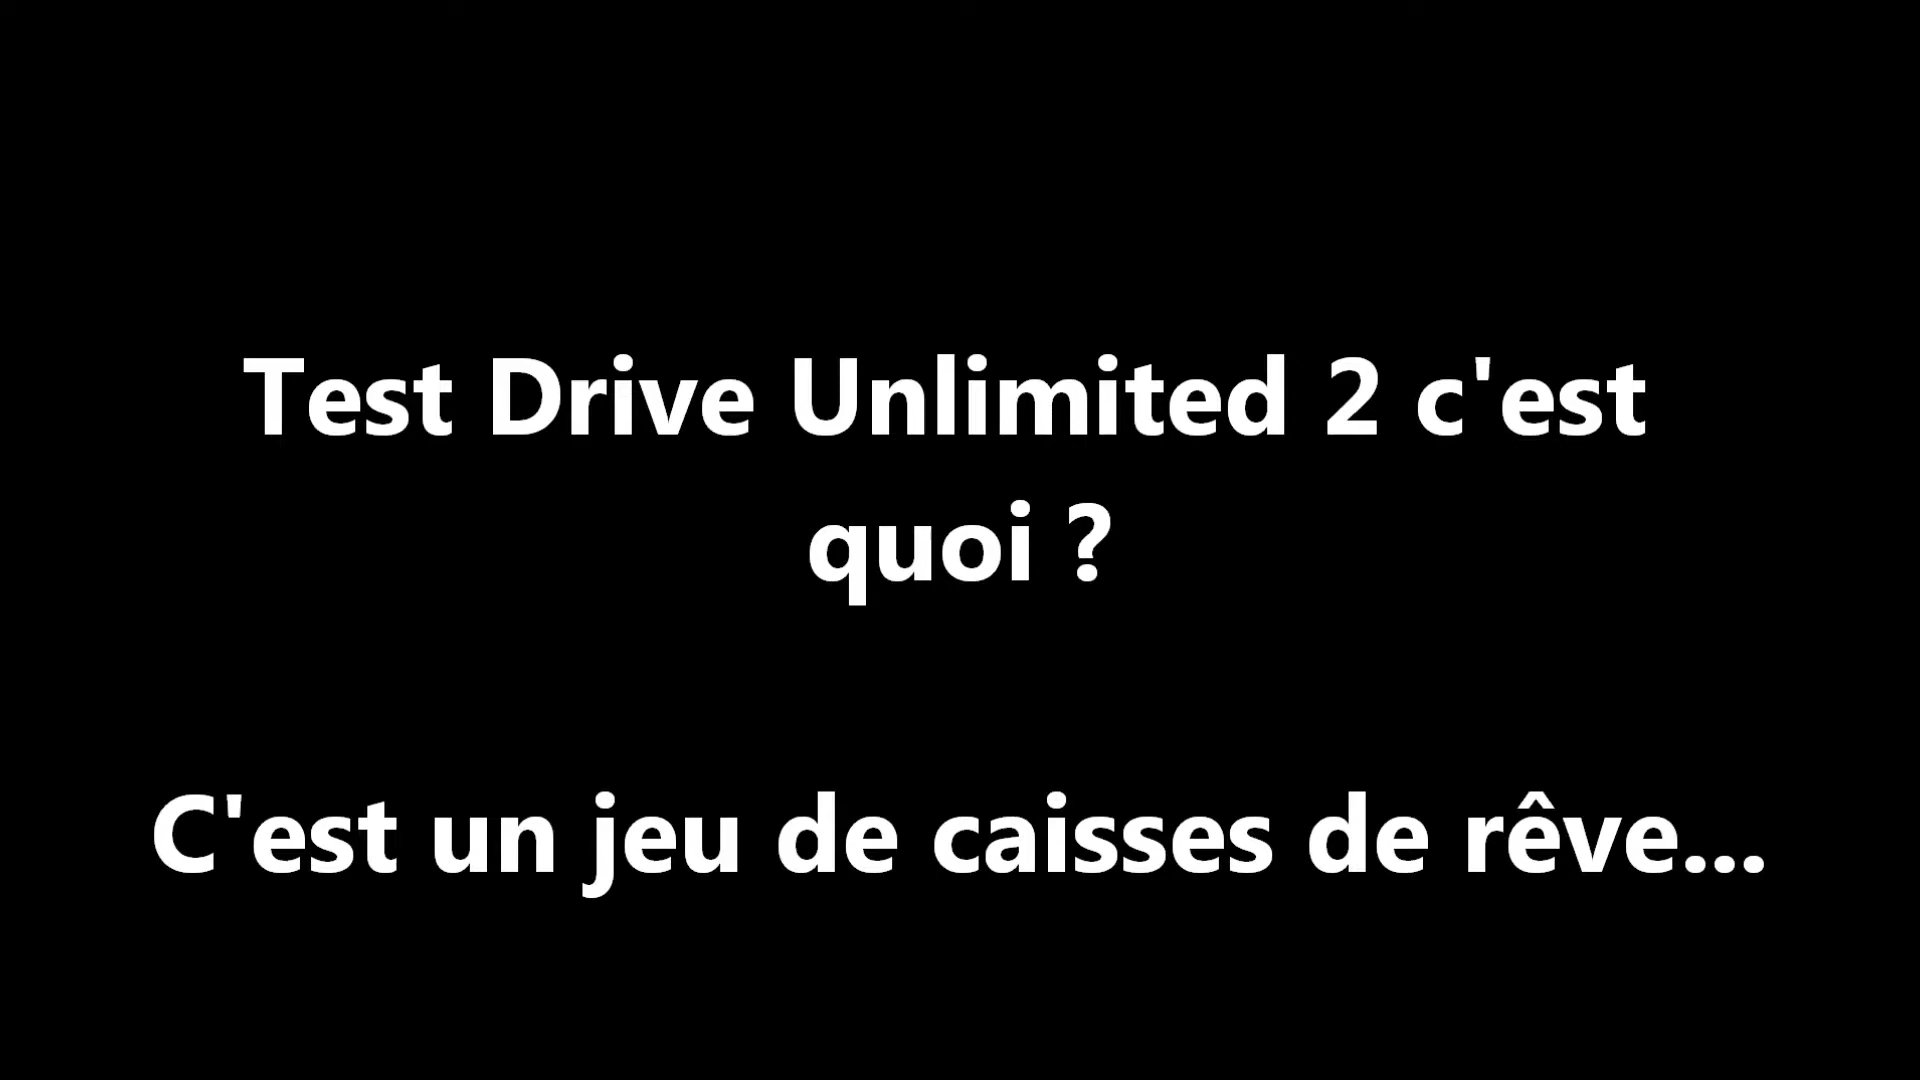 Test Drive Unlimited 2 c'est
quoi ?
C'est un jeu de caisses de rêve...